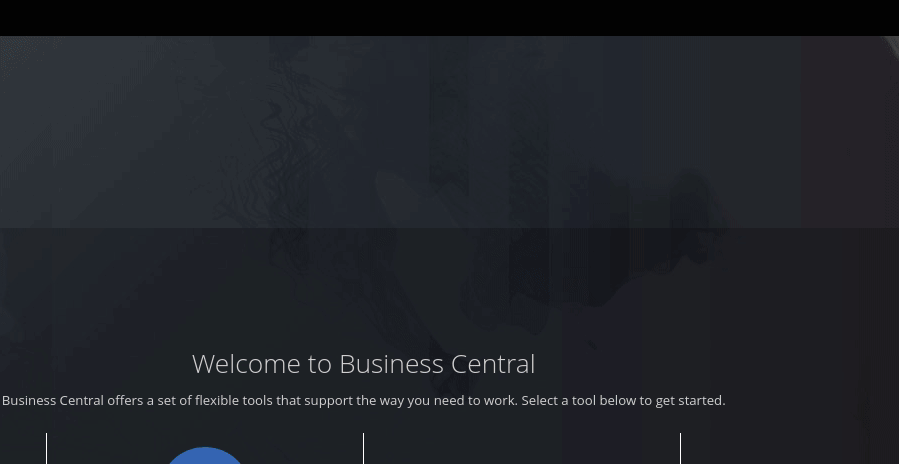 Welcome to Business Central
Business Central offers a set of flexible tools that support the way you need to work. Select a tool below to get started.